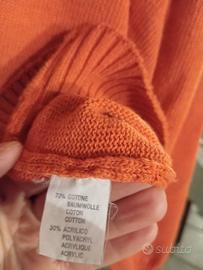 70% COTONE
BAUMWOLLE
COTON
COTTON
30% ACRILICO
POLYACRYL
ACRYLIQUE
ACRYLIC
subito